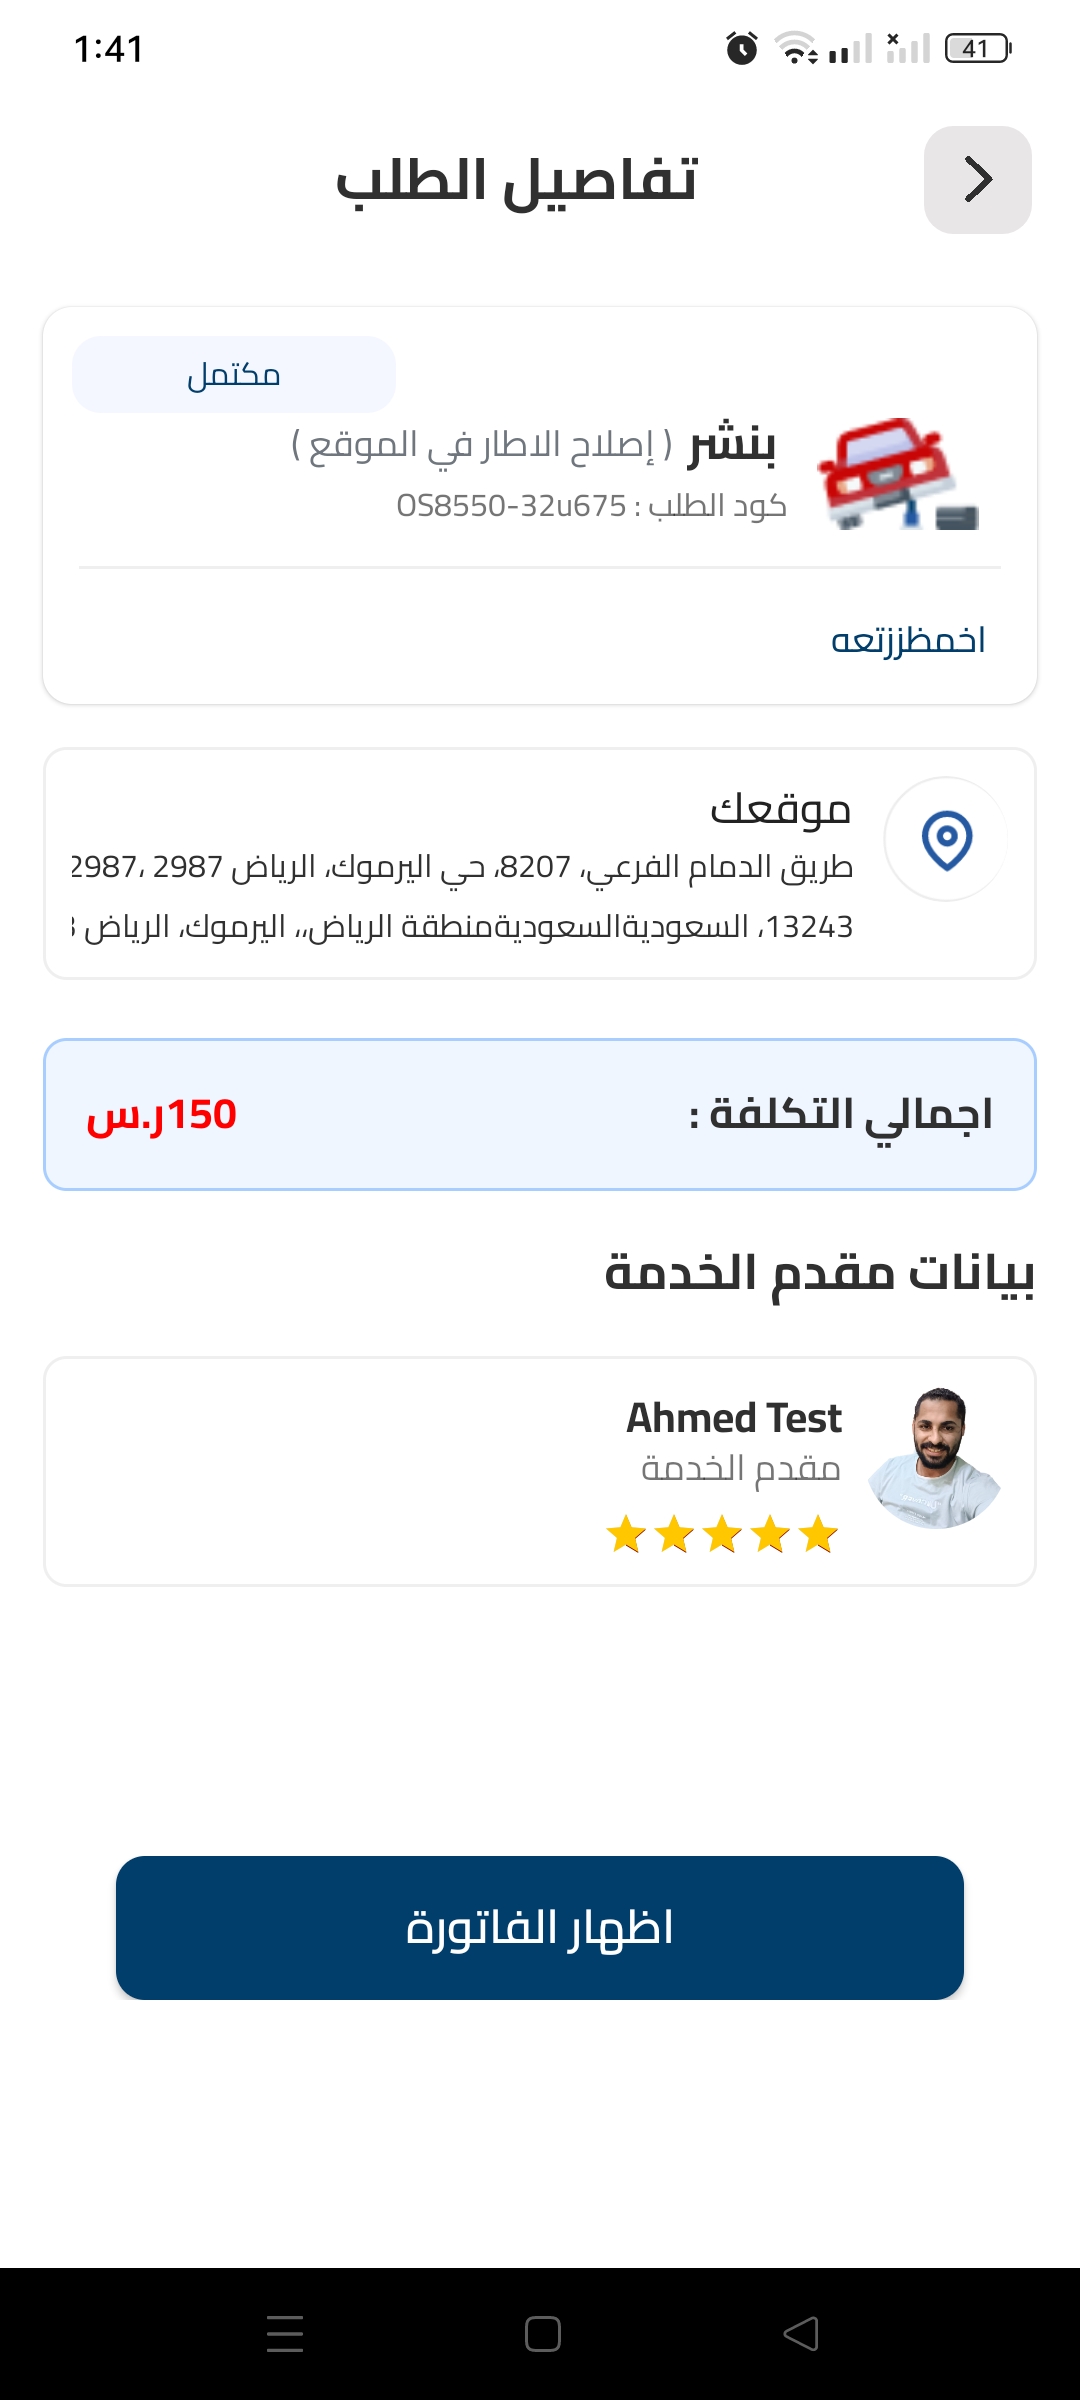 1:41
41
تفاصيل الطلب
مكتمل
بنشر ( إصلاح الاطار في الموقع )
كود الطلب : OS8550-32u675
اخمظززتعه
موقعك
طريق الدمام الفرعي، 8207، حي اليرموك، الرياض 2987 ،2987
13243، السعوديةالسعوديةمنطقة الرياض،، اليرموك، الرياض
اجمالي التكلفة :
150ر.س
بيانات مقدم الخدمة
Ahmed Test
مقدم الخدمة
اظهار الفاتورة